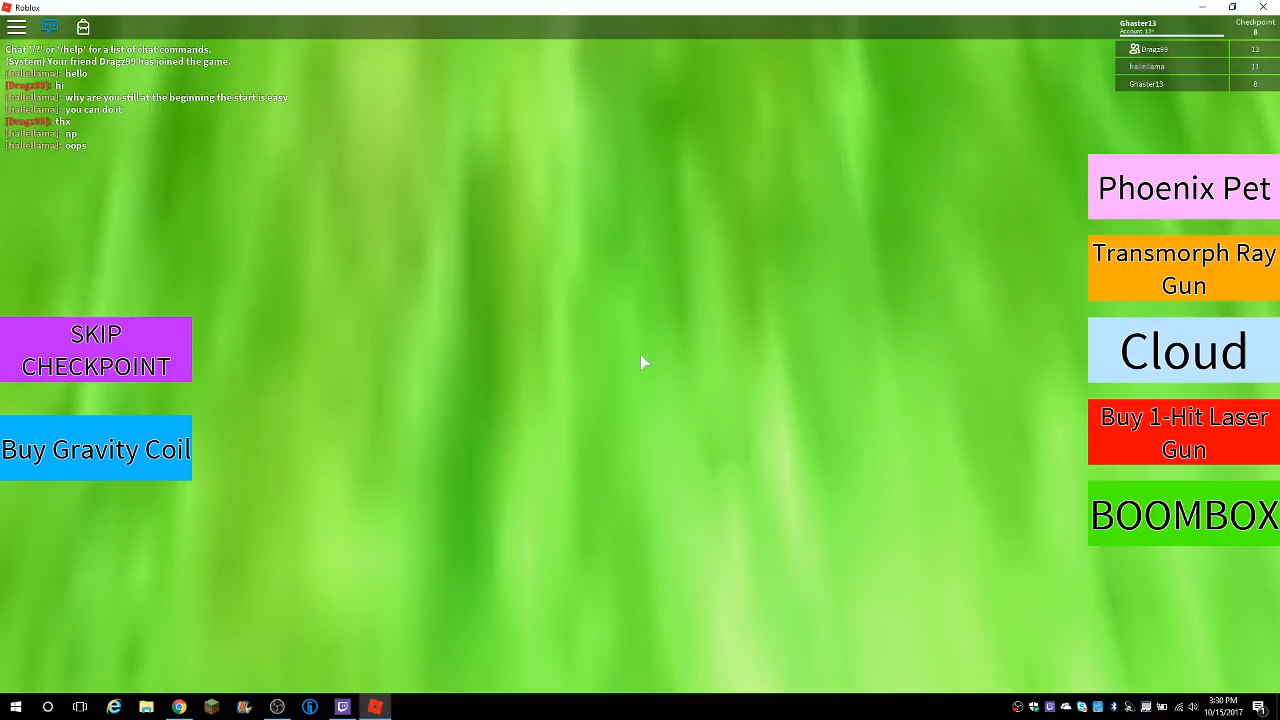 Roblox
Chat '/?' or '/help' for a list of chat commands.
{System} Your friend Dragz99 has joined the game.
[hallellama]: hello
[Dragz99]: hi
[hallellama]: why are you still at the beginning the start is easy
[hallellama]: you can do it
[Dragz99]: thx
[hallellama]: np
[hallellama]: oops
Ghaster13
Account: 13+
Checkpoint
8
Dragz99 13
hallellama 11
Ghaster13 8
SKIP
CHECKPOINT
Buy Gravity Coil
Phoenix Pet
Transmorph Ray
Gun
Cloud
Buy 1-Hit Laser
Gun
BOOMBOX
3:30 PM
10/15/2017